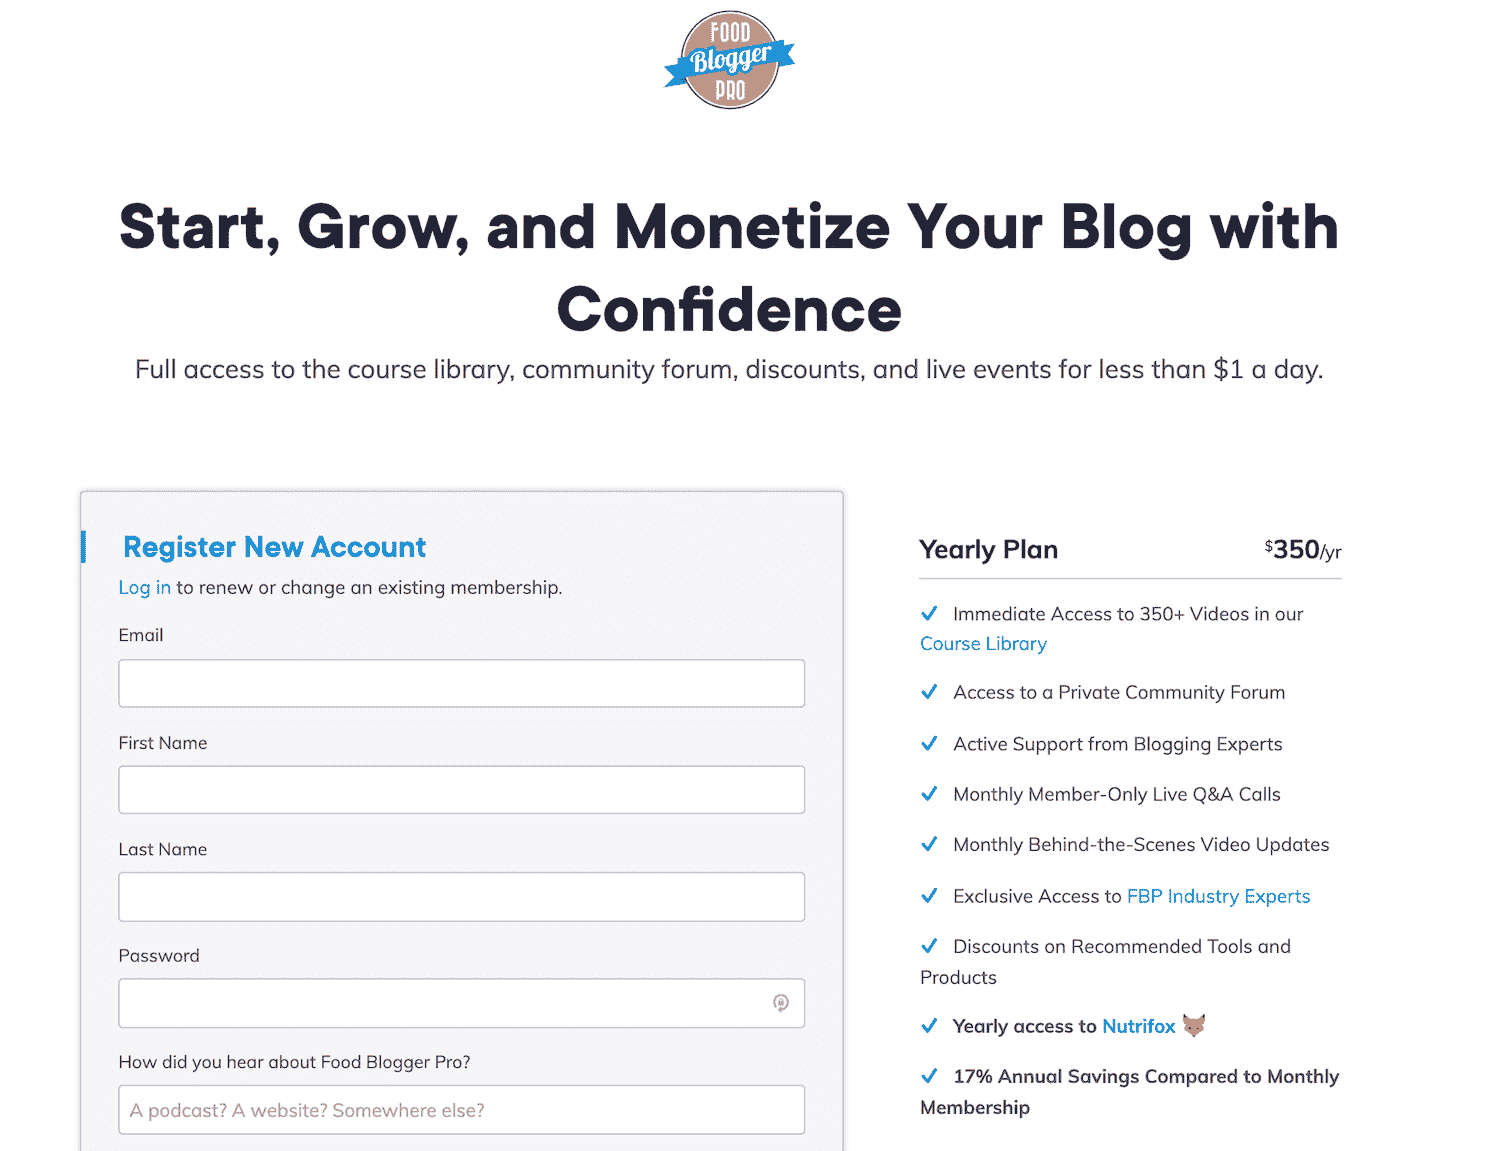 FOOD
Blogger
PRO
Start, Grow, and Monetize Your Blog with
Confidence
Full access to the course library, community forum, discounts, and live events for less than $1 a day.
Register New Account
Log in to renew or change an existing membership.
Email
First Name
Last Name
Password
How did you hear about Food Blogger Pro?
A podcast? A website? Somewhere else?
Yearly Plan $350/yr
Immediate Access to 350+ Videos in our
Course Library
Access to a Private Community Forum
Active Support from Blogging Experts
Monthly Member-Only Live Q&A Calls
Monthly Behind-the-Scenes Video Updates
Exclusive Access to FBP Industry Experts
Discounts on Recommended Tools and
Products
Yearly access to Nutrifox
17% Annual Savings Compared to Monthly
Membership